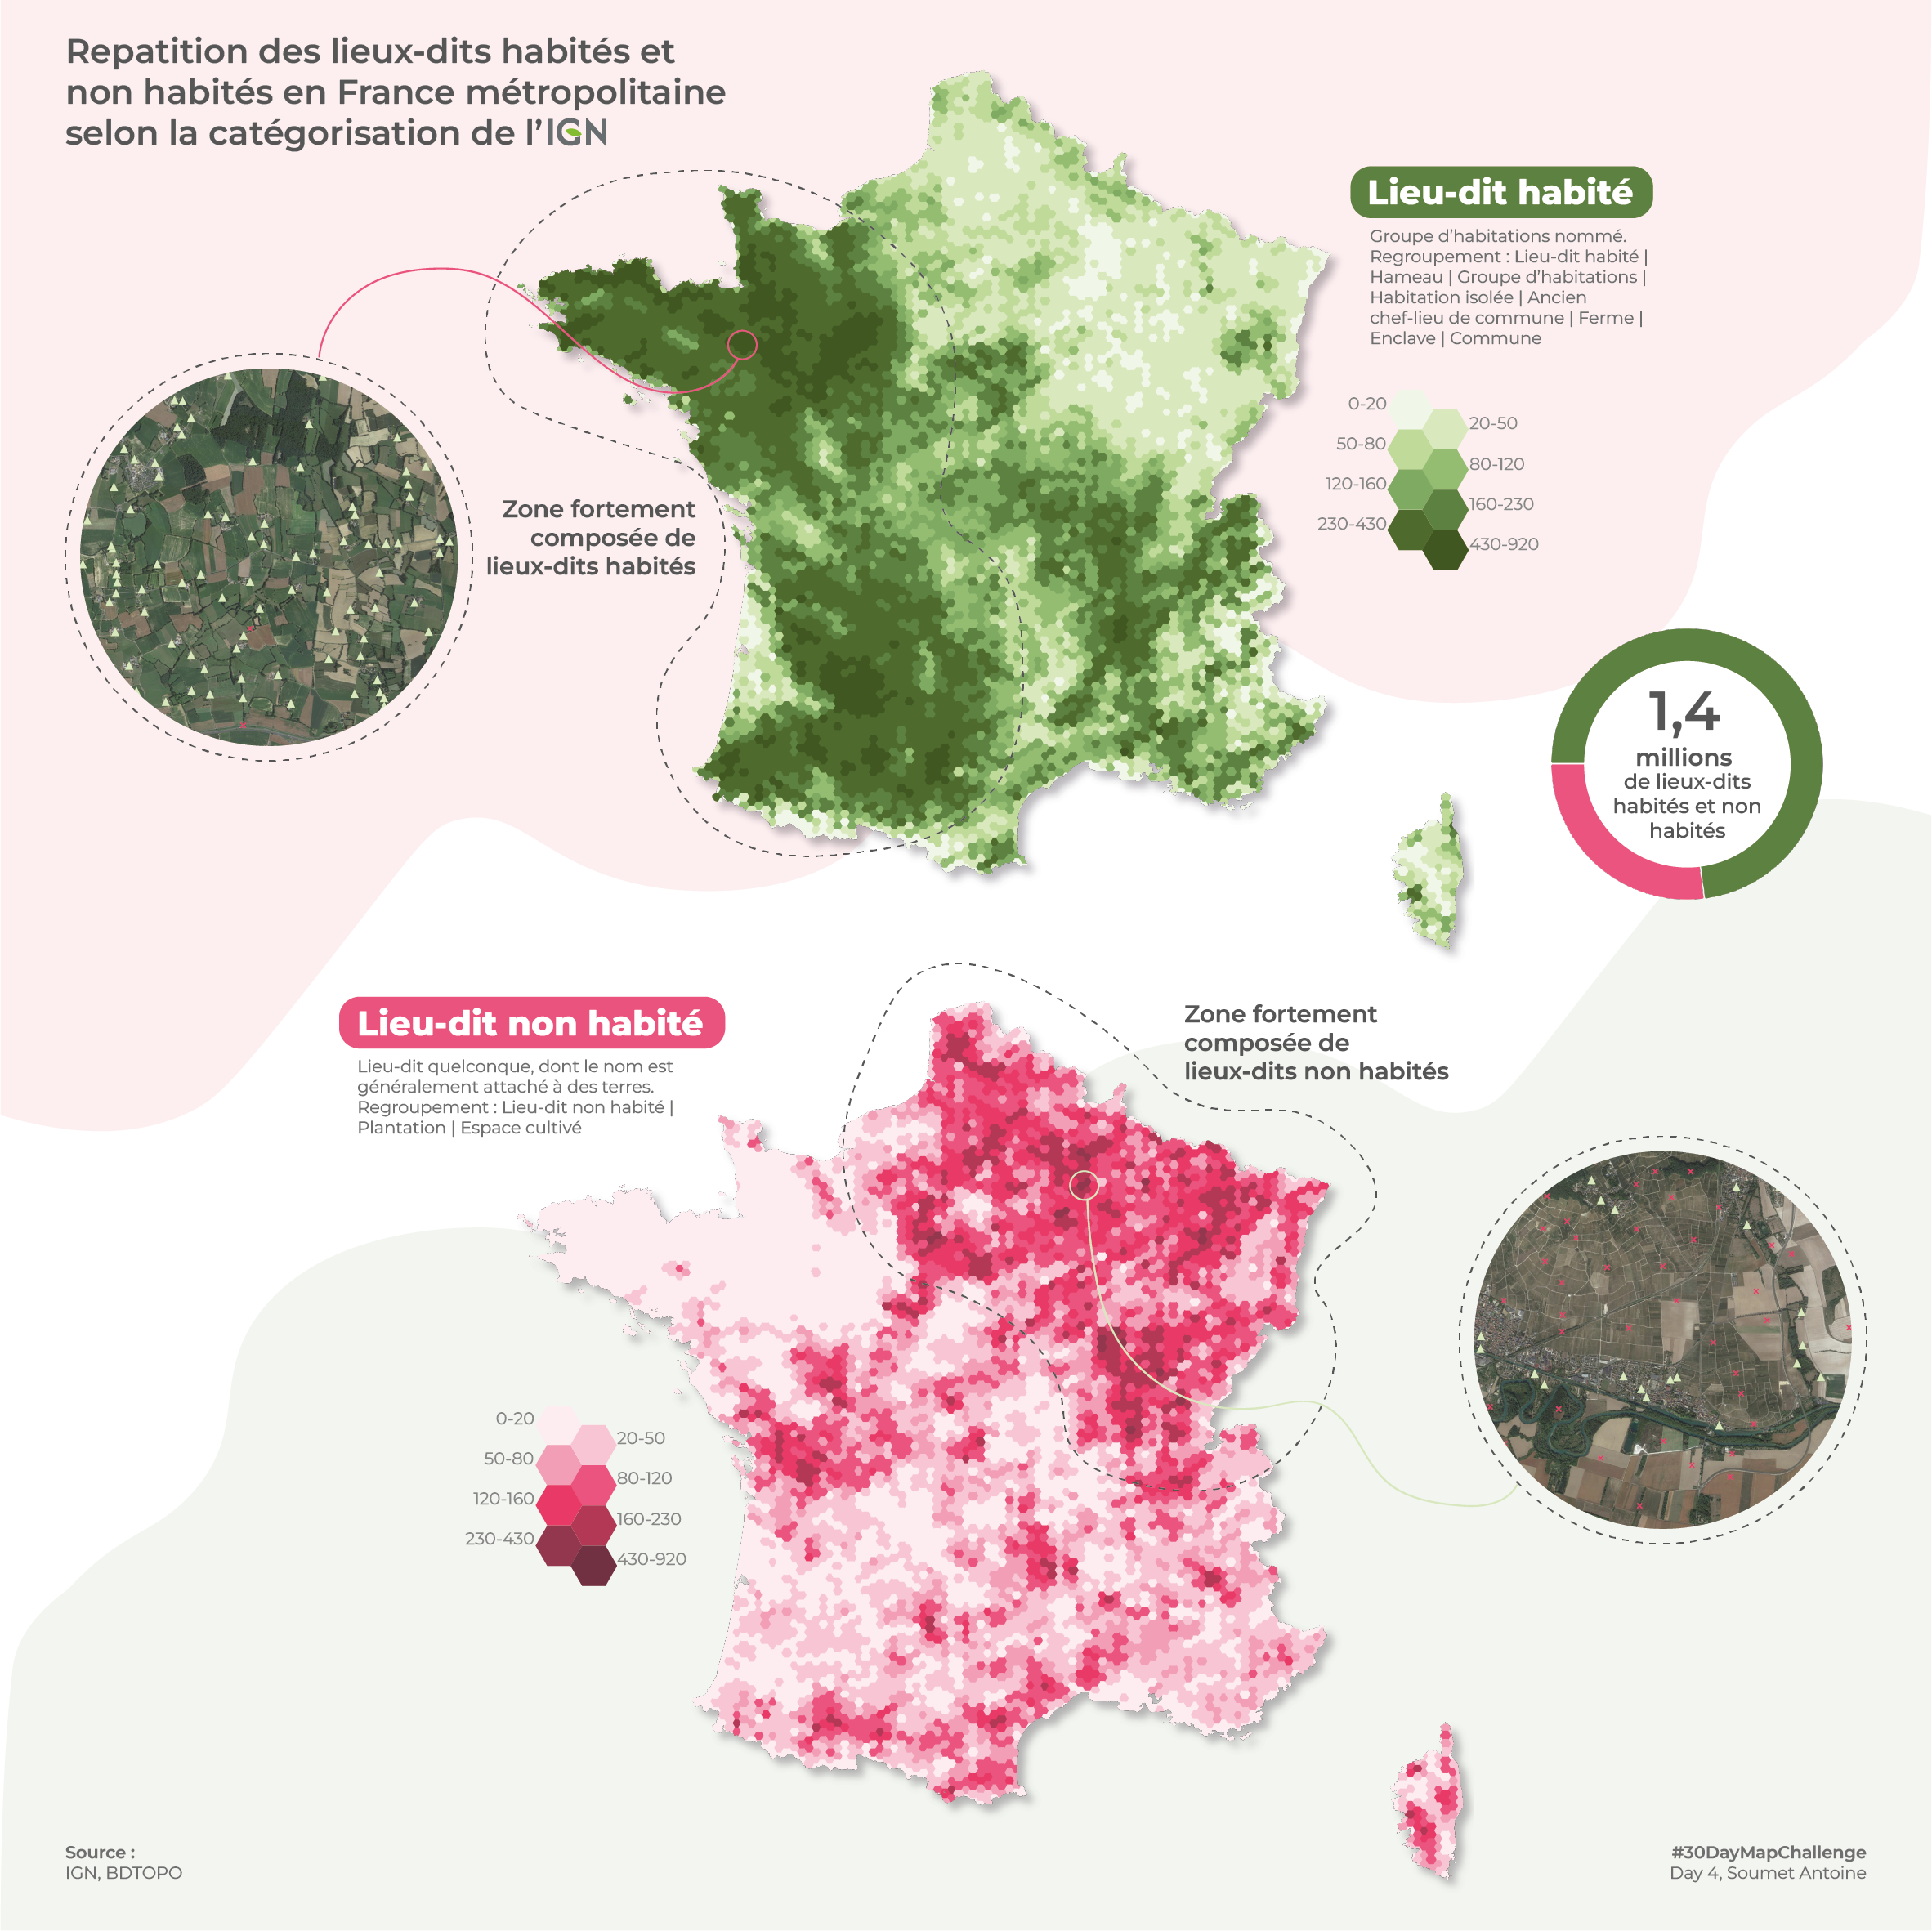 Repatition des lieux-dits habités et
non habités en France métropolitaine
selon la catégorisation de l'IGN
Lieu-dit habité
Groupe d'habitations nommé.
Regroupement : Lieu-dit habité |
Hameau | Groupe d'habitations |
Habitation isolée | Ancien
chef-lieu de commune | Ferme |
Enclave | Commune
0-20
20-50
50-80
80-120
120-160
160-230
230-430
430-920
Zone fortement
composée de
lieux-dits habités
1,4
millions
de lieux-dits
habités et non
habités
Lieu-dit non habité
Lieu-dit quelconque, dont le nom est
généralement attaché à des terres.
Regroupement : Lieu-dit non habité |
Plantation | Espace cultivé
Zone fortement
composée de
lieux-dits non habités
0-20
20-50
50-80
80-120
120-160
160-230
230-430
430-920
Source :
IGN, BDTOPO
#30DayMapChallenge
Day 4, Soumet Antoine